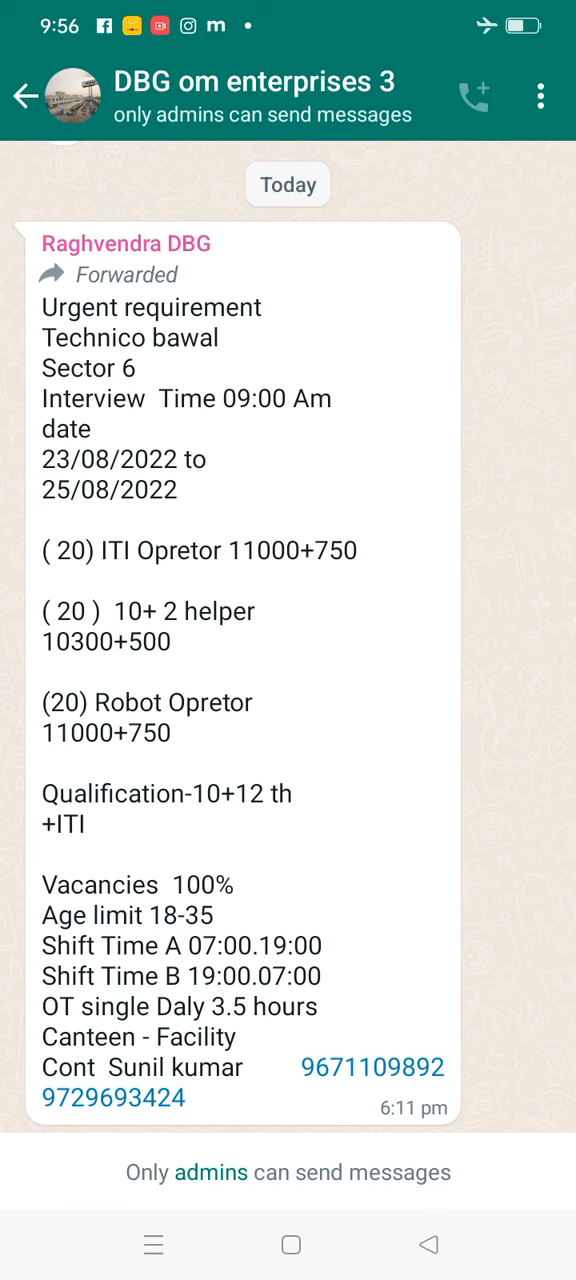 9:56 m
DBG om enterprises 3
only admins can send messages
Today
Raghvendra DBG
Forwarded
Urgent requirement
Technico bawal
Sector 6
Interview  Time 09:00 Am
date
23/08/2022 to
25/08/2022
( 20) ITI Opretor 11000+750
( 20 )  10+ 2 helper
10300+500
(20) Robot Opretor
11000+750
Qualification-10+12 th
+ITI
Vacancies  100%
Age limit 18-35
Shift Time A 07:00.19:00
Shift Time B 19:00.07:00
OT single Daly 3.5 hours
Canteen - Facility
Cont  Sunil kumar 9671109892
9729693424
6:11 pm
Only admins can send messages